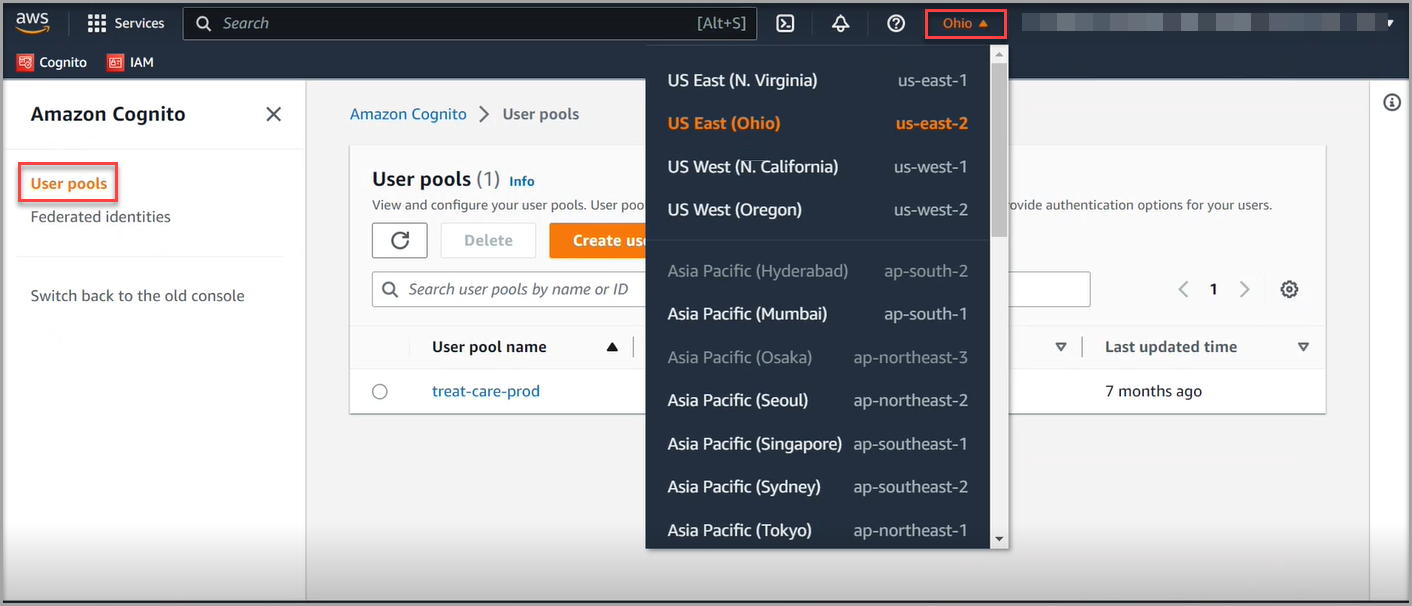 aws Services Search [Alt+S] Ohio
Cognito IAM
Amazon Cognito
User pools
Federated identities
Switch back to the old console
Amazon Cognito User pools
User pools (1) Info
View and configure your user pools. User poo
ovide authentication options for your users.
Delete Create use
Search user pools by name or ID 1
User pool name Last updated time
treat-care-prod 7 months ago
US East (N. Virginia) us-east-1
US East (Ohio) us-east-2
US West (N. California) us-west-1
US West (Oregon) us-west-2
Asia Pacific (Hyderabad) ap-south-2
Asia Pacific (Mumbai) ap-south-1
Asia Pacific (Osaka) ap-northeast-3
Asia Pacific (Seoul) ap-northeast-2
Asia Pacific (Singapore) ap-southeast-1
Asia Pacific (Sydney) ap-southeast-2
Asia Pacific (Tokyo) ap-northeast-1